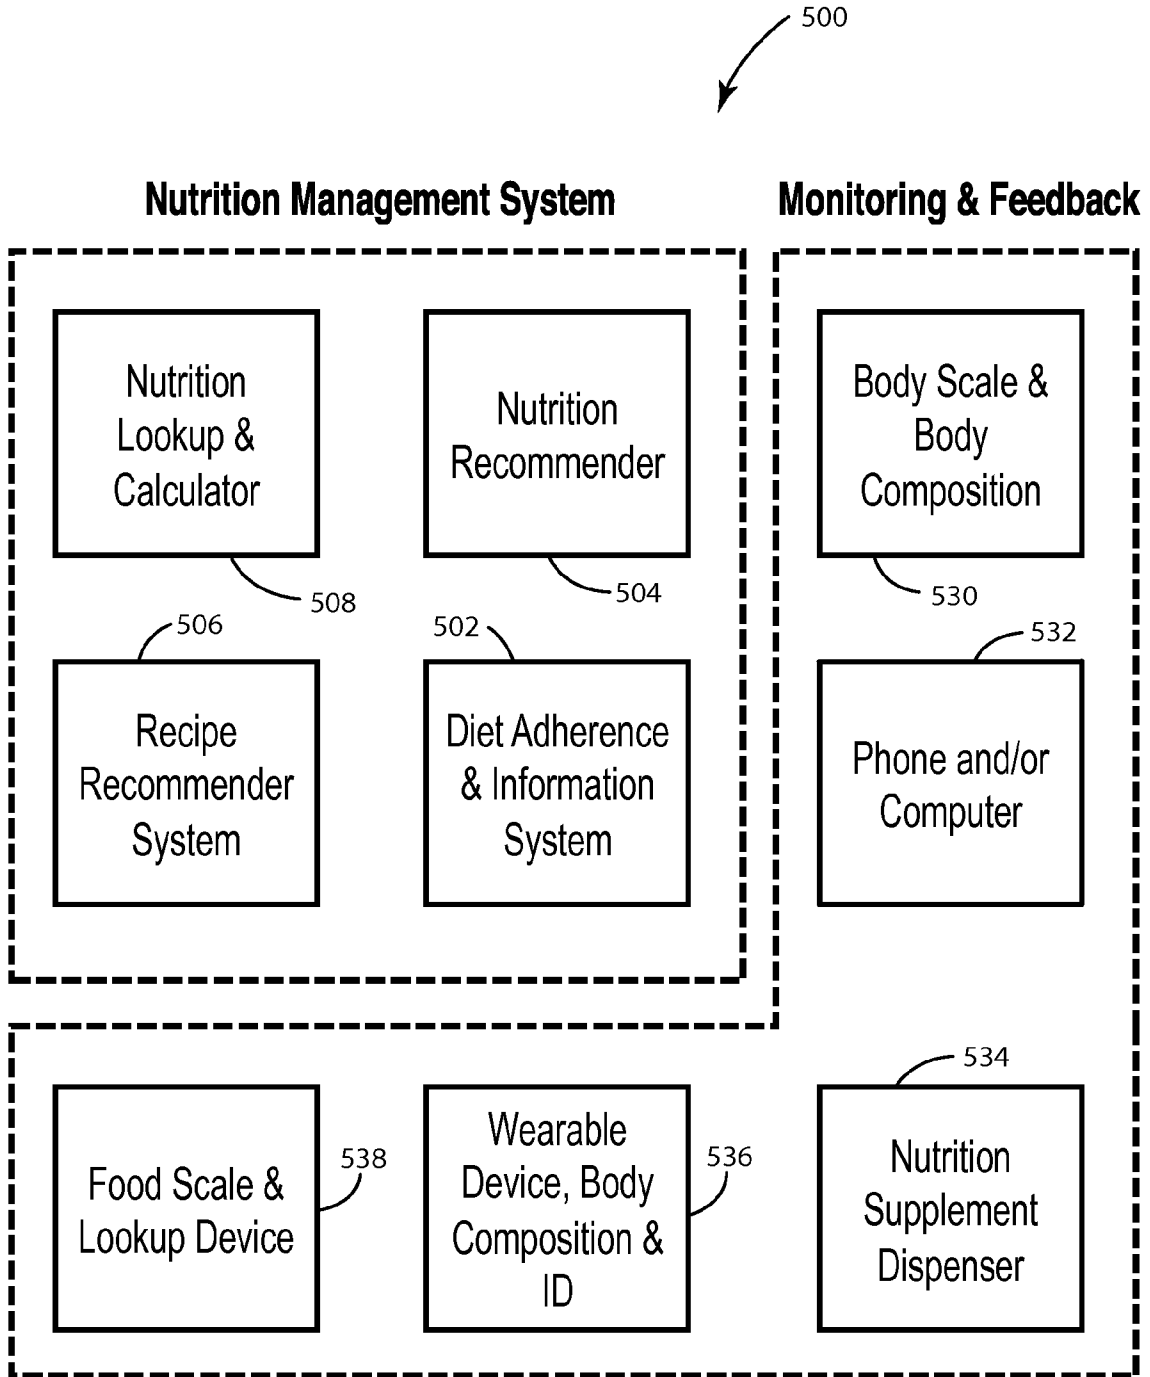 500
Nutrition Management System
Monitoring & Feedback
Nutrition
Lookup &
Calculator
508
Nutrition
Recommender
504
Body Scale &
Body
Composition
530
506
Recipe
Recommender
System
502
Diet Adherence
& Information
System
532
Phone and/or
Computer
Food Scale &
Lookup Device
538
Wearable
Device, Body
Composition &
ID
536
534
Nutrition
Supplement
Dispenser